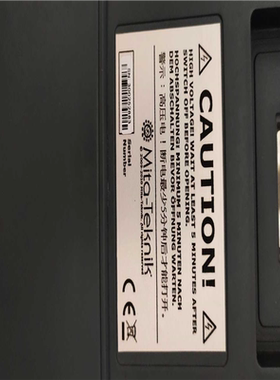 CAUTION!
HIGH VOLTAGE! WAIT AT LEAST 5 MINUTES AFTER
SWITCH OFF BEFORE OPENING.
HOCHSPANNUNG! MINIMUM 5 MINUTEN NACH
DEM ABSCHALTEN BEVOR ÖFFNUNG WARTEN.
警示:高压电!断电最少5分钟后才能打开。
Mita-Teknik
CE
Serial
Number